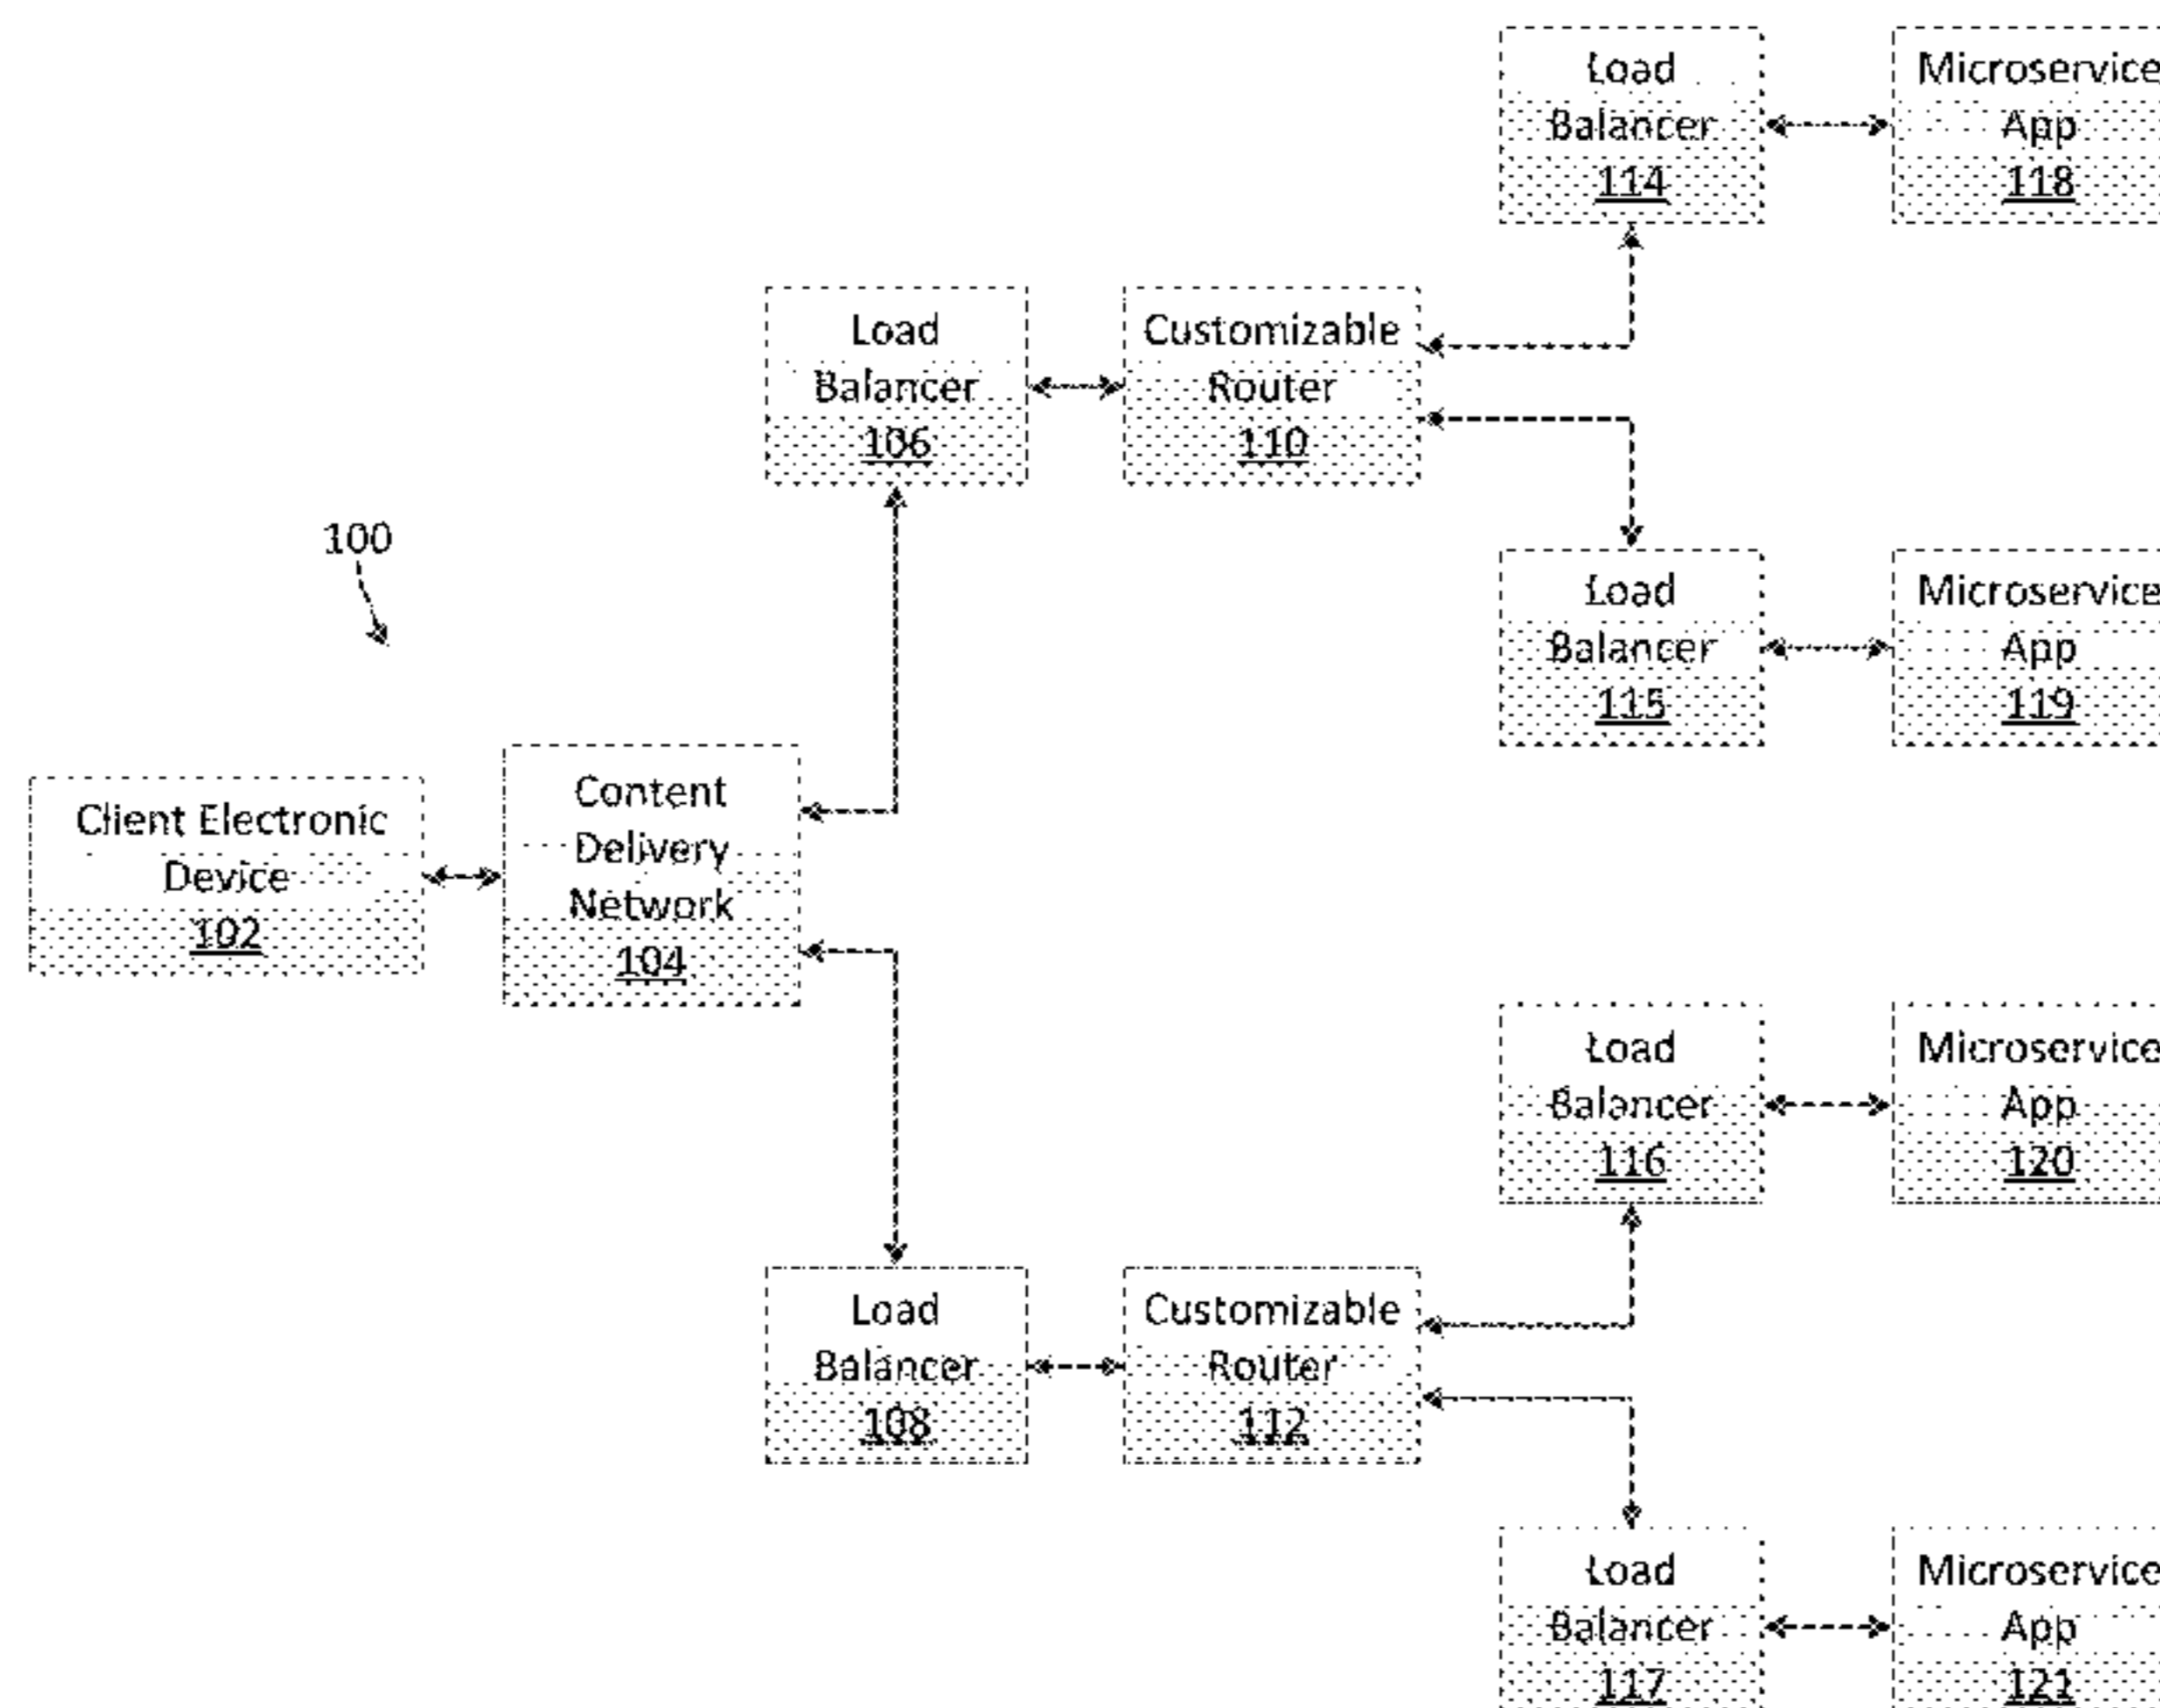 Load
Balancer
114
Microservice
App
118
Load
Balancer
106
Customizable
Router
110
100
Load
Balancer
115
Microservice
App
119
Client Electronic
Device
102
Content
Delivery
Network
104
Load
Balancer
116
Microservice
App
120
Load
Balancer
108
Customizable
Router
112
Load
Balancer
117
Microservice
App
121